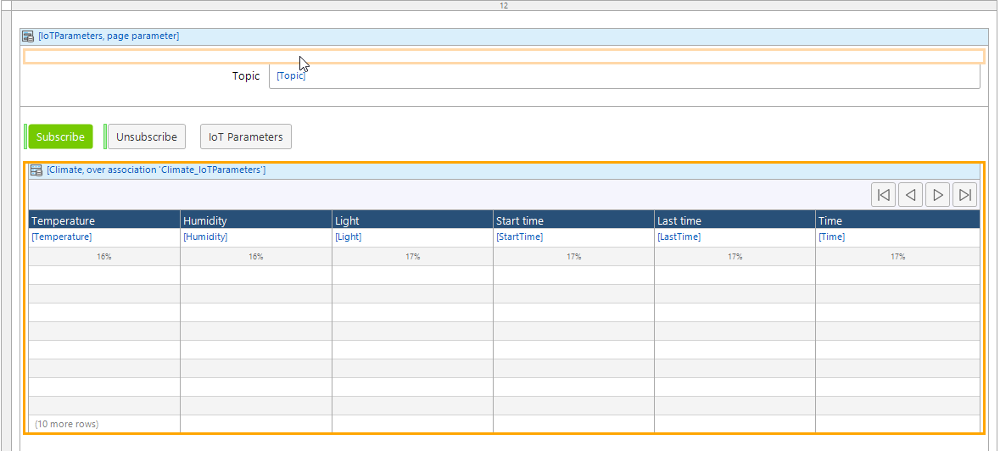 12
[IoTParameters, page parameter]
Topic [Topic]
Subscribe Unsubscribe IoT Parameters
[Climate, over association 'Climate_IoTParameters']
Temperature Humidity Light Start time Last time Time
[Temperature] [Humidity] [Light] [StartTime] [LastTime] [Time]
16% 16% 17% 17% 17% 17%
(10 more rows)